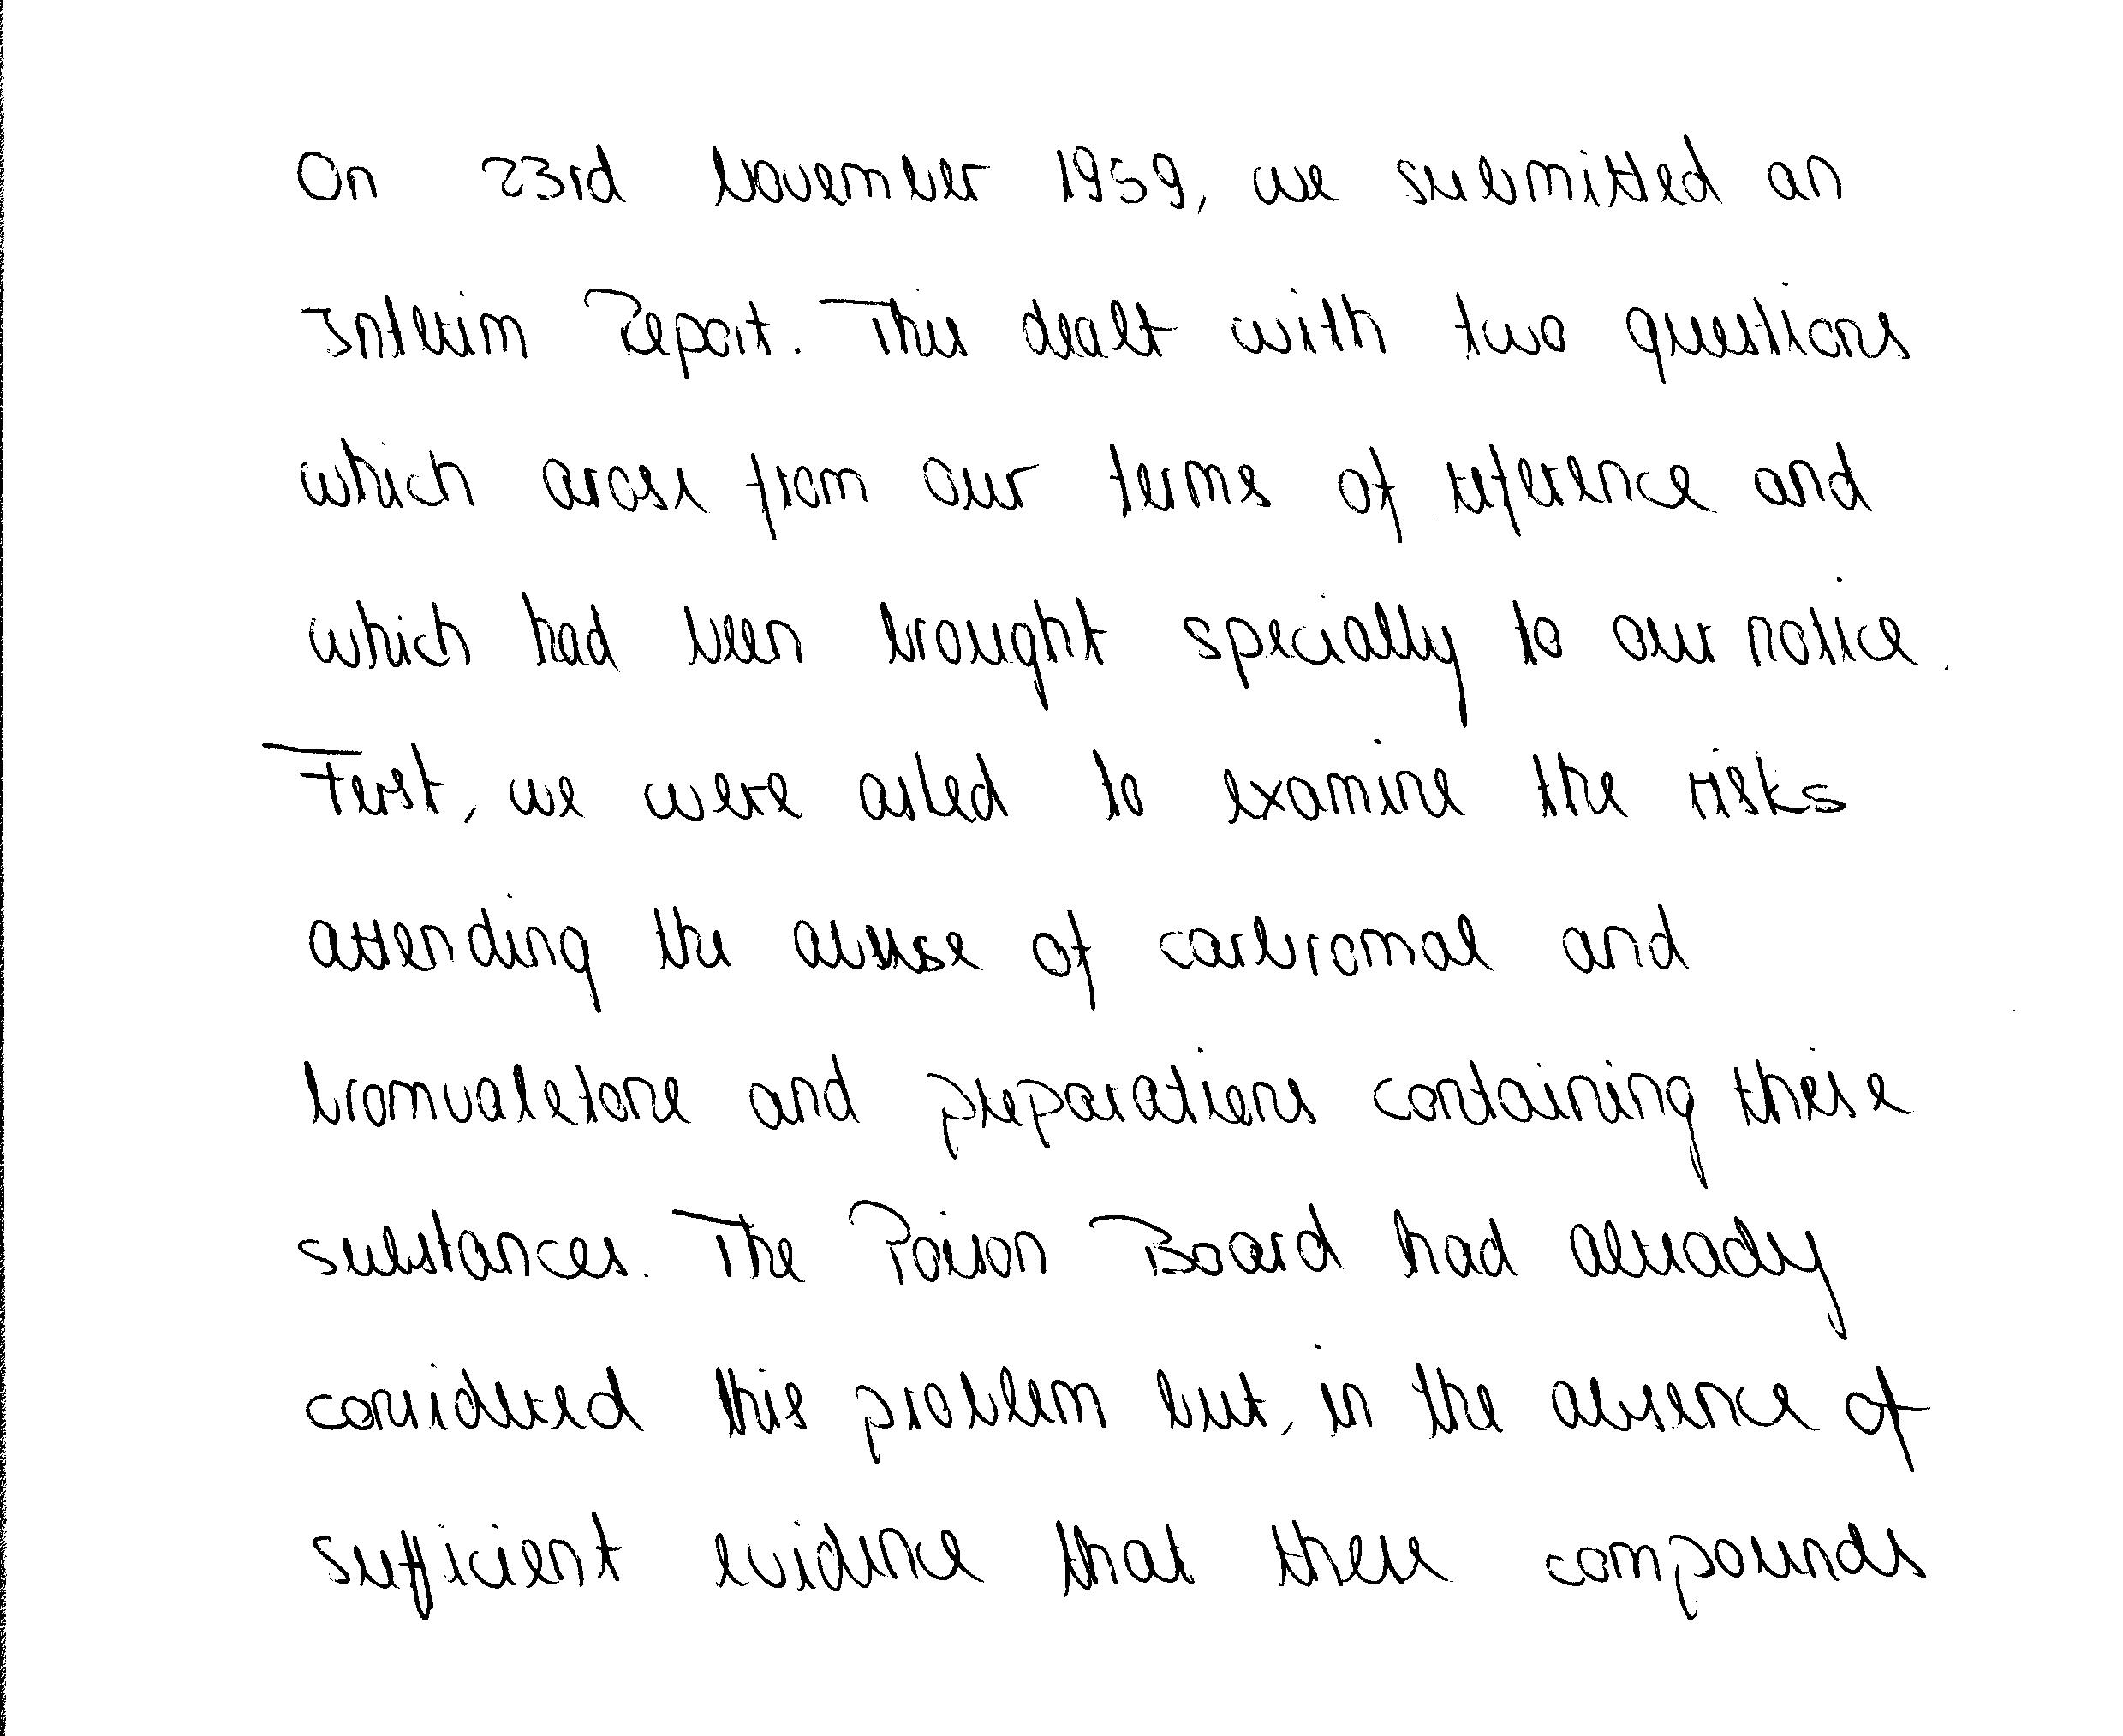 On 23rd November 1959, we submitted an
Interim Report. This dealt with two questions
which arose from our terms of reference and
which had been brought specially to our notice.
First, we were asked to examine the risks
attending the abuse of carbromal and
bromvaletone and preparations containing these
substances. The Poison Board had already
considered this problem but, in the absence of
sufficient evidence that these compounds